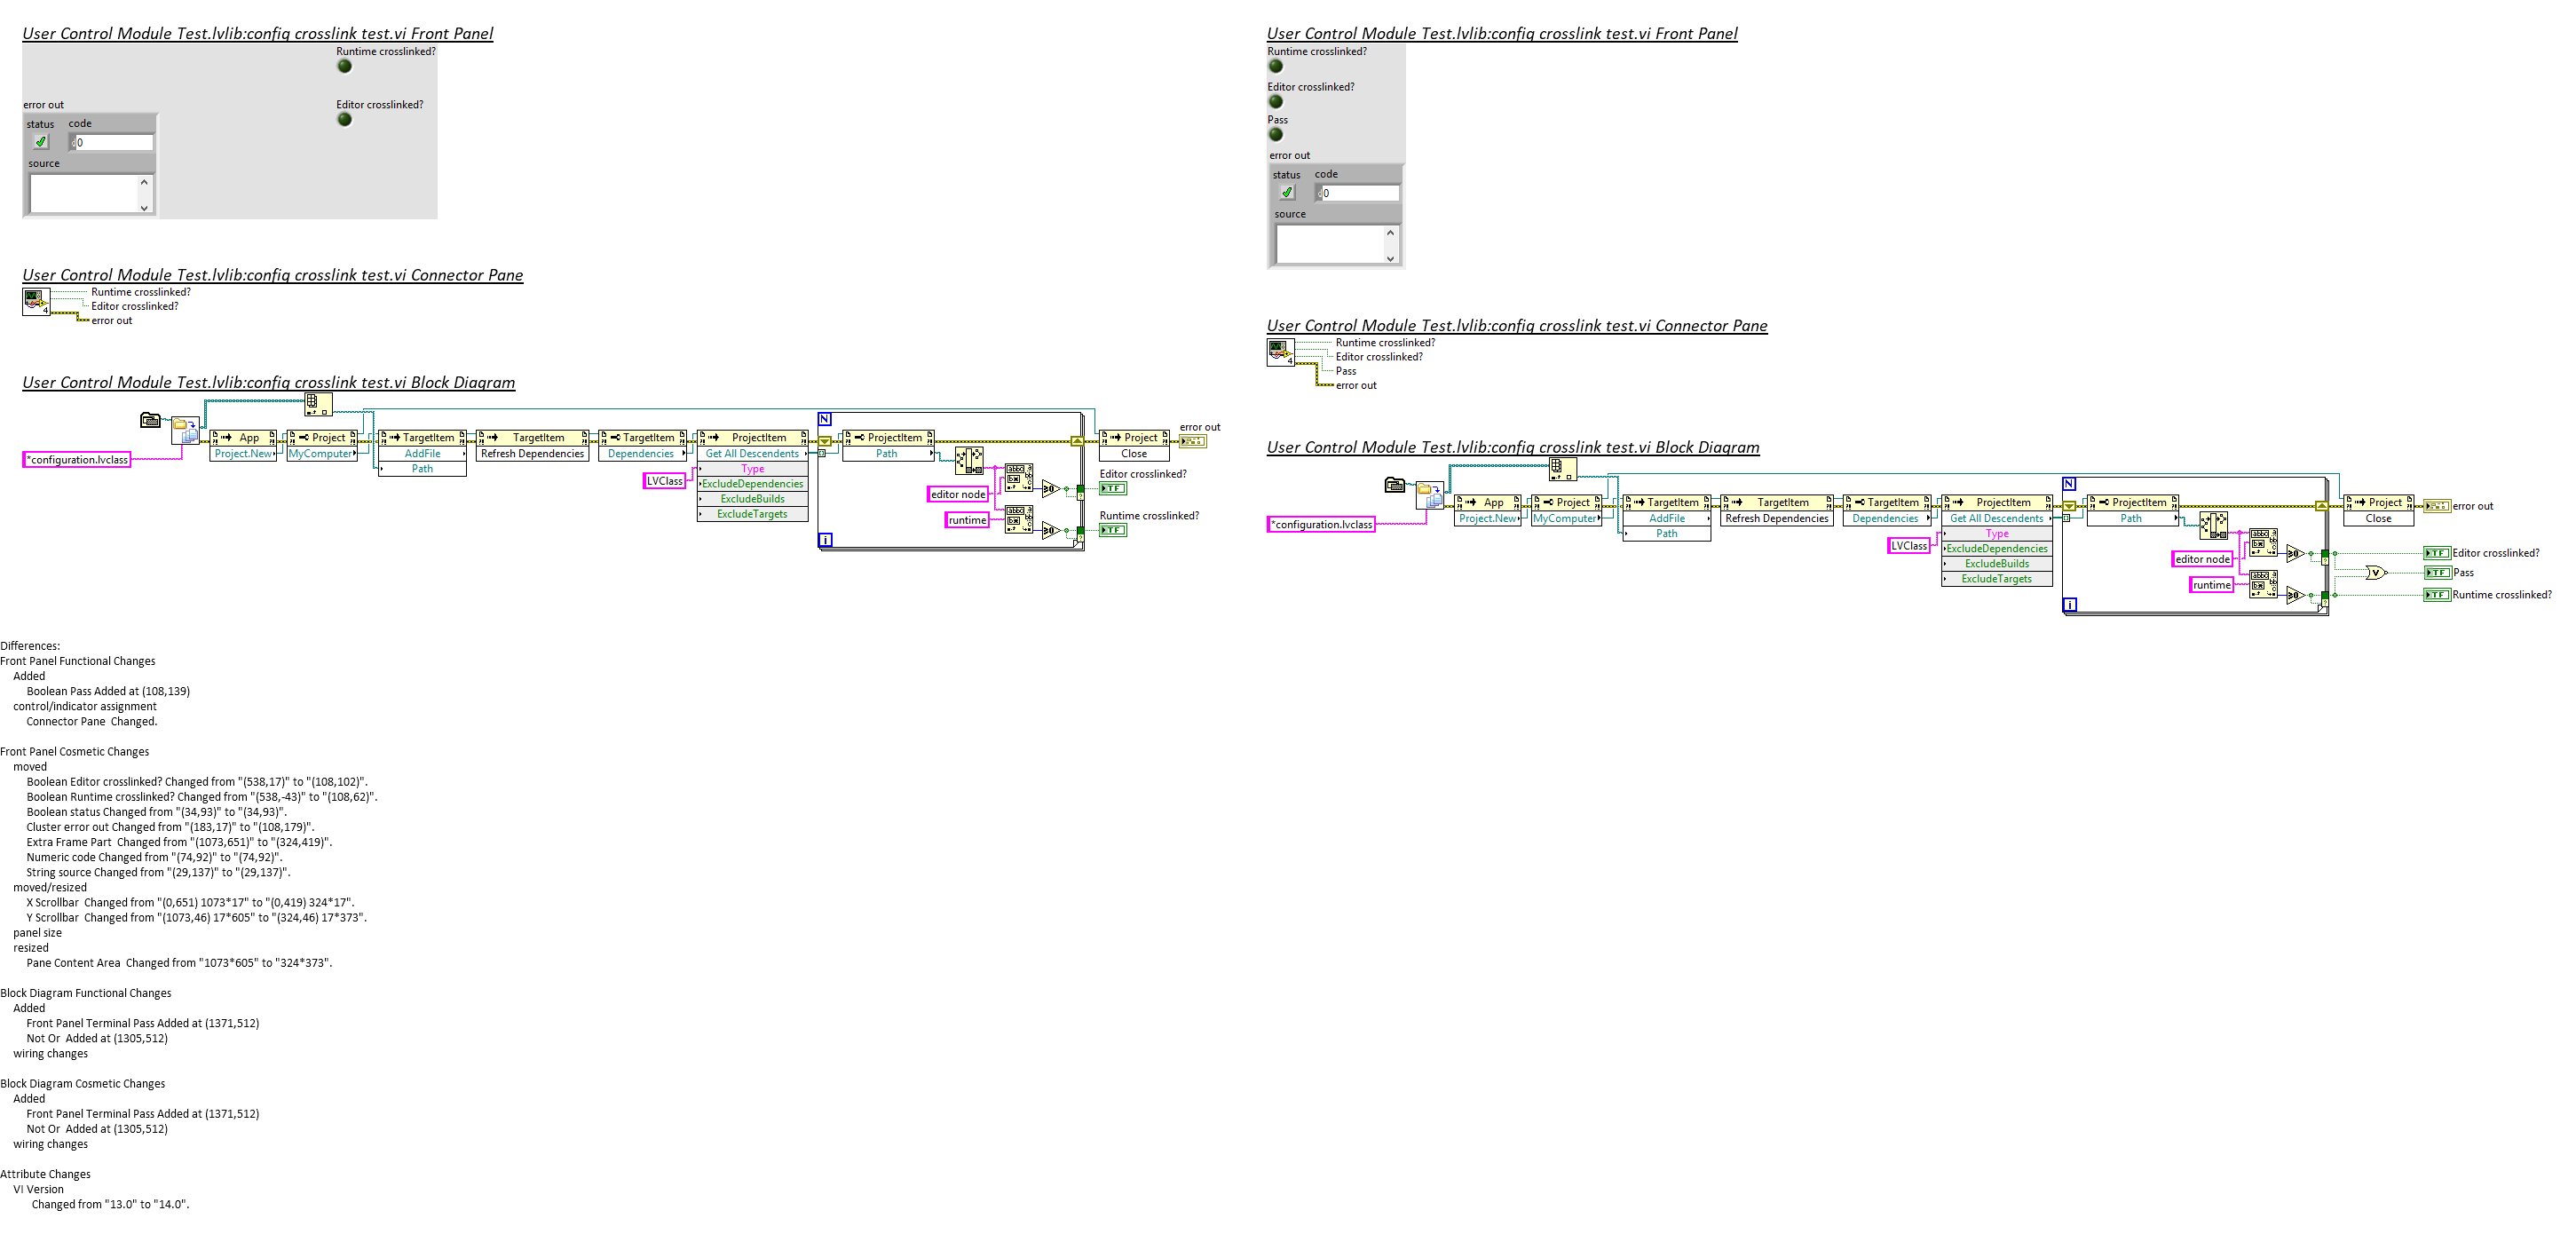 User Control Module Test.lvlib:config crosslink test.vi Front Panel
Runtime crosslinked?
error out
Editor crosslinked?
status
code
0
source
User Control Module Test.lvlib:config crosslink test.vi Connector Pane
4
Runtime crosslinked?
Editor crosslinked?
error out
User Control Module Test.lvlib:config crosslink test.vi Block Diagram
*configuration.lvclass
App
Project.New
Project
MyComputer
TargetItem
AddFile
Path
TargetItem
Refresh Dependencies
TargetItem
Dependencies
LVClass
ProjectItem
Get All Descendents
Type
ExcludeDependencies
ExcludeBuilds
ExcludeTargets
N
i
ProjectItem
Path
editor node
runtime
≥0
≥0
Project
Close
error out
Editor crosslinked?
TF
Runtime crosslinked?
TF
User Control Module Test.lvlib:config crosslink test.vi Front Panel
Runtime crosslinked?
Editor crosslinked?
Pass
error out
status
code
0
source
User Control Module Test.lvlib:config crosslink test.vi Connector Pane
4
Runtime crosslinked?
Editor crosslinked?
Pass
error out
User Control Module Test.lvlib:config crosslink test.vi Block Diagram
*configuration.lvclass
App
Project.New
Project
MyComputer
TargetItem
AddFile
Path
TargetItem
Refresh Dependencies
TargetItem
Dependencies
LVClass
ProjectItem
Get All Descendents
Type
ExcludeDependencies
ExcludeBuilds
ExcludeTargets
N
i
ProjectItem
Path
editor node
runtime
≥0
≥0
Project
Close
error out
TF
Editor crosslinked?
V
TF
Pass
TF
Runtime crosslinked?
Differences:
Front Panel Functional Changes
Added
Boolean Pass Added at (108,139)
control/indicator assignment
Connector Pane  Changed.
Front Panel Cosmetic Changes
moved
Boolean Editor crosslinked? Changed from "(538,17)" to "(108,102)".
Boolean Runtime crosslinked? Changed from "(538,-43)" to "(108,62)".
Boolean status Changed from "(34,93)" to "(34,93)".
Cluster error out Changed from "(183,17)" to "(108,179)".
Extra Frame Part  Changed from "(1073,651)" to "(324,419)".
Numeric code Changed from "(74,92)" to "(74,92)".
String source Changed from "(29,137)" to "(29,137)".
moved/resized
X Scrollbar  Changed from "(0,651) 1073*17" to "(0,419) 324*17".
Y Scrollbar  Changed from "(1073,46) 17*605" to "(324,46) 17*373".
panel size
resized
Pane Content Area  Changed from "1073*605" to "324*373".
Block Diagram Functional Changes
Added
Front Panel Terminal Pass Added at (1371,512)
Not Or  Added at (1305,512)
wiring changes
Block Diagram Cosmetic Changes
Added
Front Panel Terminal Pass Added at (1371,512)
Not Or  Added at (1305,512)
wiring changes
Attribute Changes
VI Version
Changed from "13.0" to "14.0".